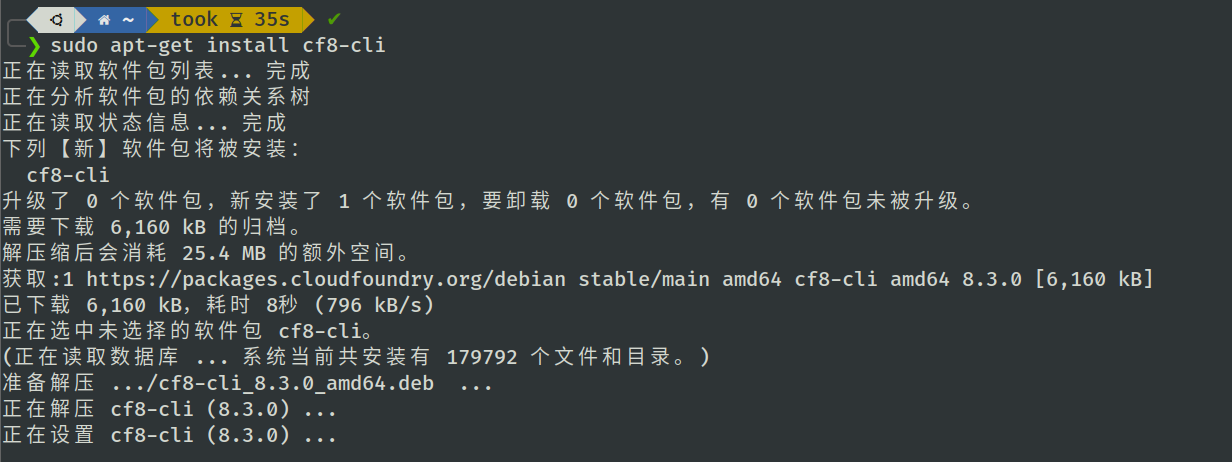 ~ took 35s ✔
❯ sudo apt-get install cf8-cli
正在读取软件包列表... 完成
正在分析软件包的依赖关系树
正在读取状态信息... 完成
下列【新】软件包将被安装：
cf8-cli
升级了 0 个软件包，新安装了 1 个软件包，要卸载 0 个软件包，有 0 个软件包未被升级。
需要下载 6,160 kB 的归档。
解压缩后会消耗 25.4 MB 的额外空间。
获取:1 https://packages.cloudfoundry.org/debian stable/main amd64 cf8-cli amd64 8.3.0 [6,160 kB]
已下载 6,160 kB，耗时 8秒 (796 kB/s)
正在选中未选择的软件包 cf8-cli。
(正在读取数据库 ... 系统当前共安装有 179792 个文件和目录。)
准备解压 .../cf8-cli_8.3.0_amd64.deb  ...
正在解压 cf8-cli (8.3.0) ...
正在设置 cf8-cli (8.3.0) ...